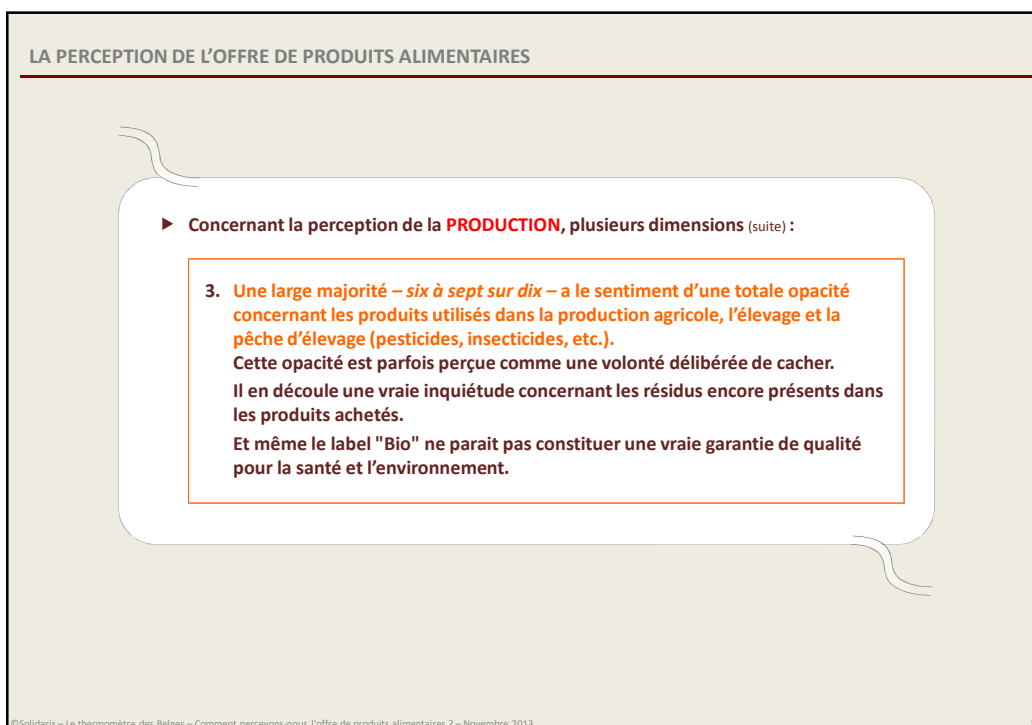 LA PERCEPTION DE L’OFFRE DE PRODUITS ALIMENTAIRES
► Concernant la perception de la PRODUCTION, plusieurs dimensions (suite) :
3. Une large majorité – six à sept sur dix – a le sentiment d’une totale opacité
concernant les produits utilisés dans la production agricole, l’élevage et la
pêche d’élevage (pesticides, insecticides, etc.).
Cette opacité est parfois perçue comme une volonté délibérée de cacher.
Il en découle une vraie inquiétude concernant les résidus encore présents dans
les produits achetés.
Et même le label "Bio" ne parait pas constituer une vraie garantie de qualité
pour la santé et l’environnement.
©Solidaris – Le thermomètre des Belges – Comment percevons-nous l’offre de produits alimentaires ? – Novembre 2013